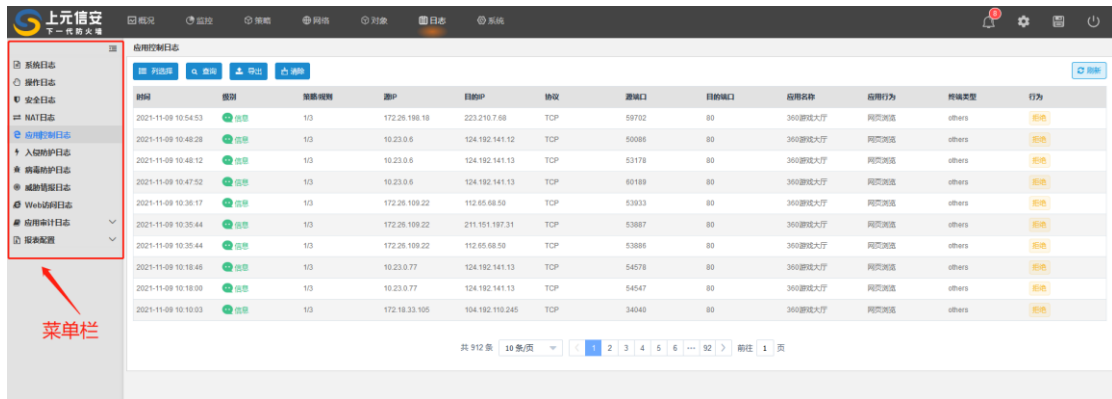 上元信安
下一代防火墙
概况 监控 策略 网络 对象 日志 系统
8
应用控制日志
系统日志
操作日志
安全日志
NAT日志
应用控制日志
入侵防护日志
病毒防护日志
威胁情报日志
Web访问日志
应用审计日志
报表配置
菜单栏
列选择 查询 导出 清除 刷新
时间 级别 策略/规则 源IP 目的IP 协议 源端口 目的端口 应用名称 应用行为 终端类型 行为
2021-11-09 10:54:53 信息 1/3 172.26.198.18 223.210.7.68 TCP 59702 80 360游戏大厅 网页浏览 others 拒绝
2021-11-09 10:48:28 信息 1/3 10.23.0.6 124.192.141.12 TCP 50086 80 360游戏大厅 网页浏览 others 拒绝
2021-11-09 10:48:12 信息 1/3 10.23.0.6 124.192.141.13 TCP 53178 80 360游戏大厅 网页浏览 others 拒绝
2021-11-09 10:47:52 信息 1/3 10.23.0.6 124.192.141.13 TCP 60189 80 360游戏大厅 网页浏览 others 拒绝
2021-11-09 10:36:17 信息 1/3 172.26.109.22 112.65.68.50 TCP 53933 80 360游戏大厅 网页浏览 others 拒绝
2021-11-09 10:35:44 信息 1/3 172.26.109.22 211.151.197.31 TCP 53887 80 360游戏大厅 网页浏览 others 拒绝
2021-11-09 10:35:44 信息 1/3 172.26.109.22 112.65.68.50 TCP 53886 80 360游戏大厅 网页浏览 others 拒绝
2021-11-09 10:18:46 信息 1/3 10.23.0.77 124.192.141.13 TCP 54578 80 360游戏大厅 网页浏览 others 拒绝
2021-11-09 10:18:00 信息 1/3 10.23.0.77 124.192.141.13 TCP 54547 80 360游戏大厅 网页浏览 others 拒绝
2021-11-09 10:10:03 信息 1/3 172.18.33.105 104.192.110.245 TCP 34040 80 360游戏大厅 网页浏览 others 拒绝
共 912 条 10 条/页 1 2 3 4 5 6 ··· 92 前往 1 页